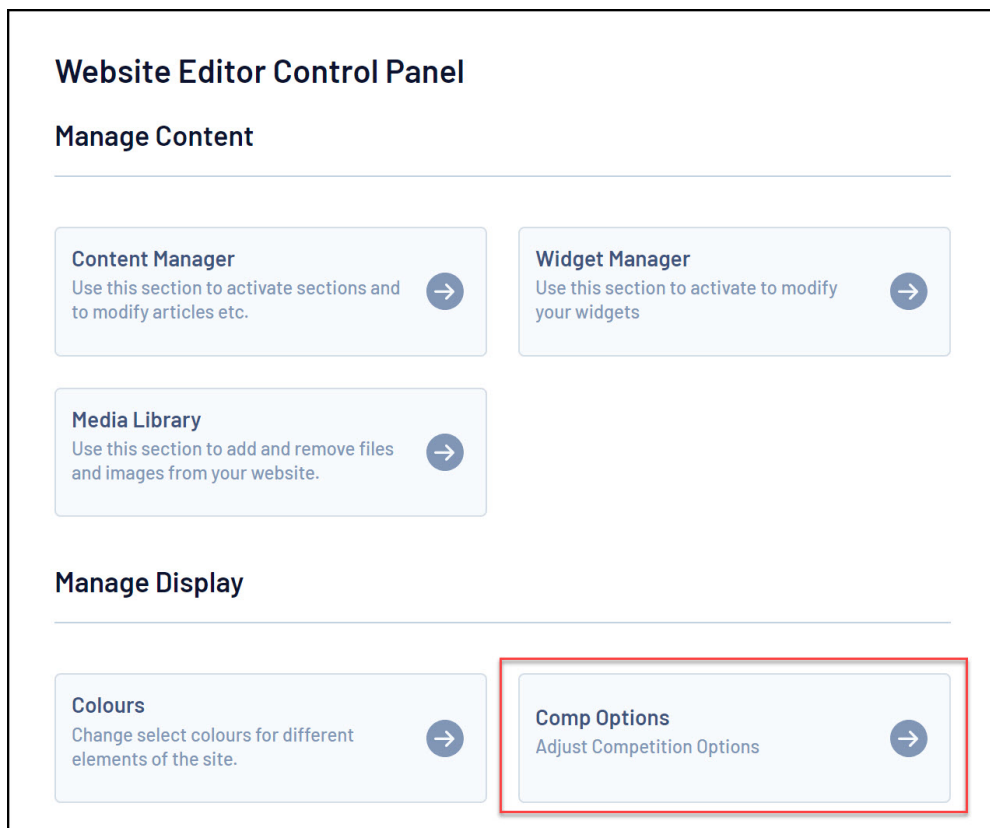 Website Editor Control Panel
Manage Content
Content Manager
Use this section to activate sections and
to modify articles etc.
Widget Manager
Use this section to activate to modify
your widgets
Media Library
Use this section to add and remove files
and images from your website.
Manage Display
Colours
Change select colours for different
elements of the site.
Comp Options
Adjust Competition Options